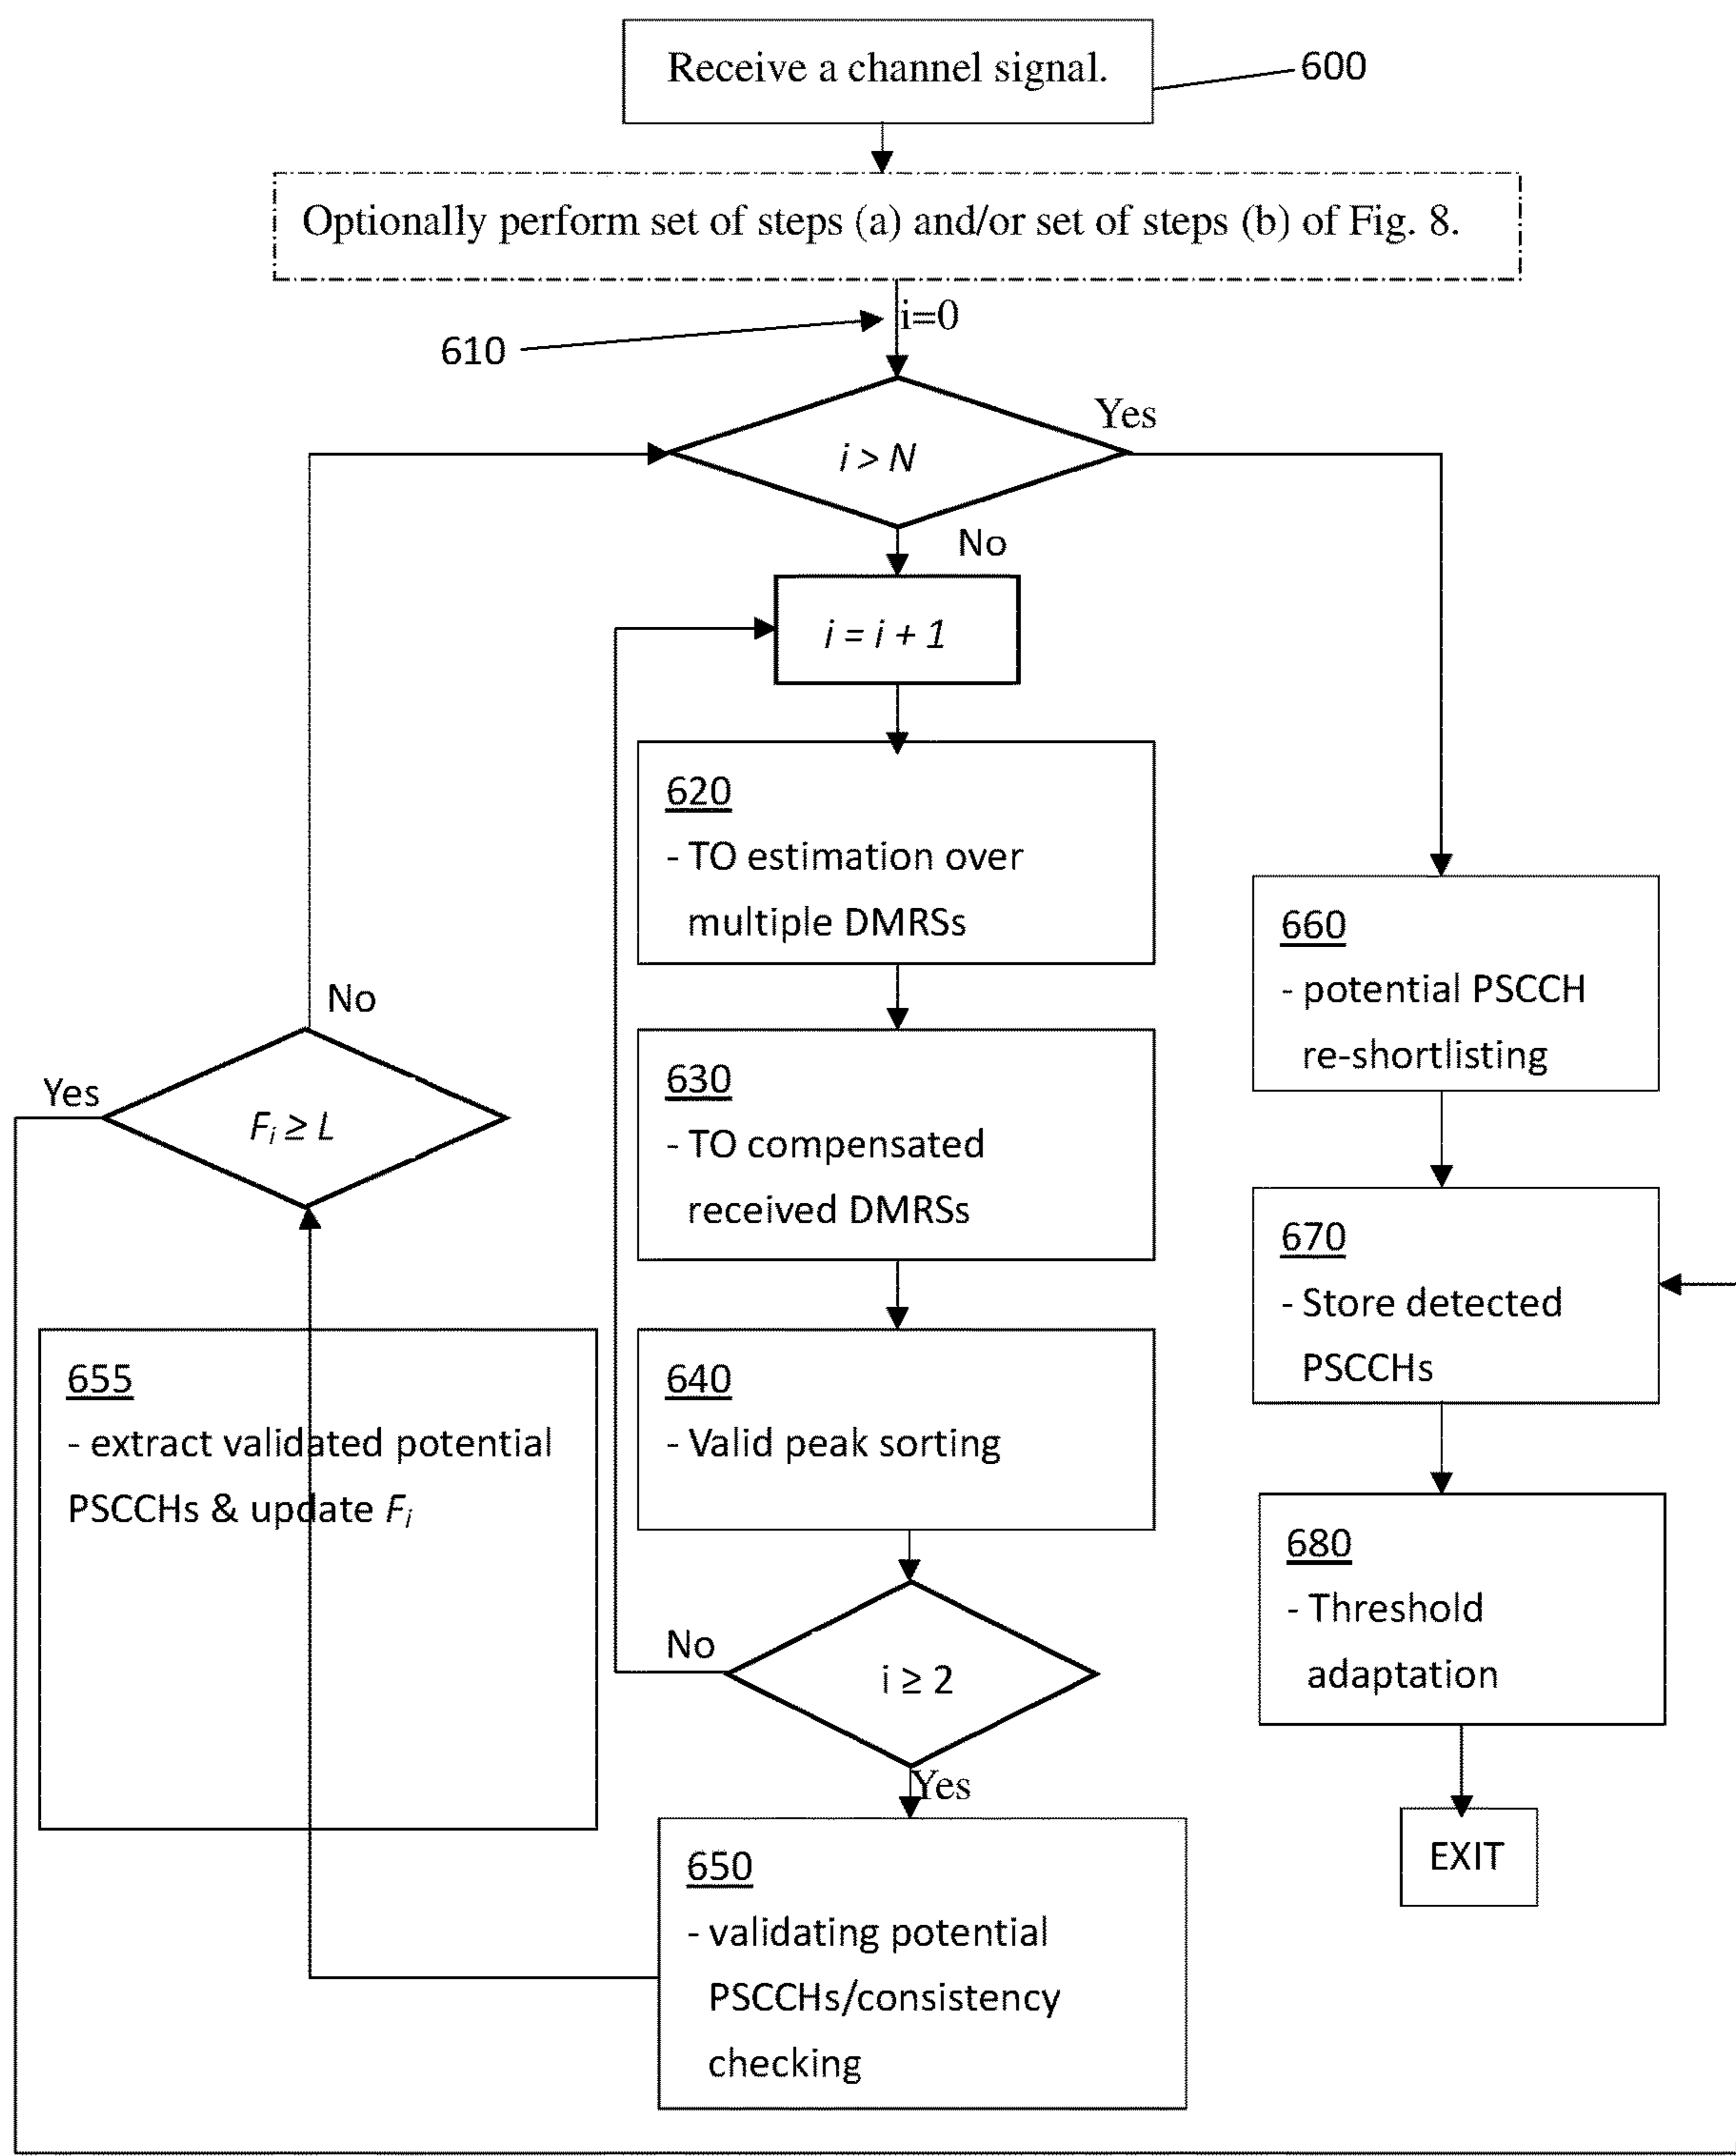 Receive a channel signal.
600
Optionally perform set of steps (a) and/or set of steps (b) of Fig. 8.
i=0
610
Yes
i > N
No
i = i + 1
620
- TO estimation over
multiple DMRSs
660
- potential PSCCH
re-shortlisting
No
630
- TO compensated
received DMRSs
Yes
Fi ≥ L
670
- Store detected
PSCCHs
655
- extract validated potential
PSCCHs & update Fi
640
- Valid peak sorting
680
- Threshold
adaptation
No
i ≥ 2
Yes
650
- validating potential
PSCCHs/consistency
checking
EXIT